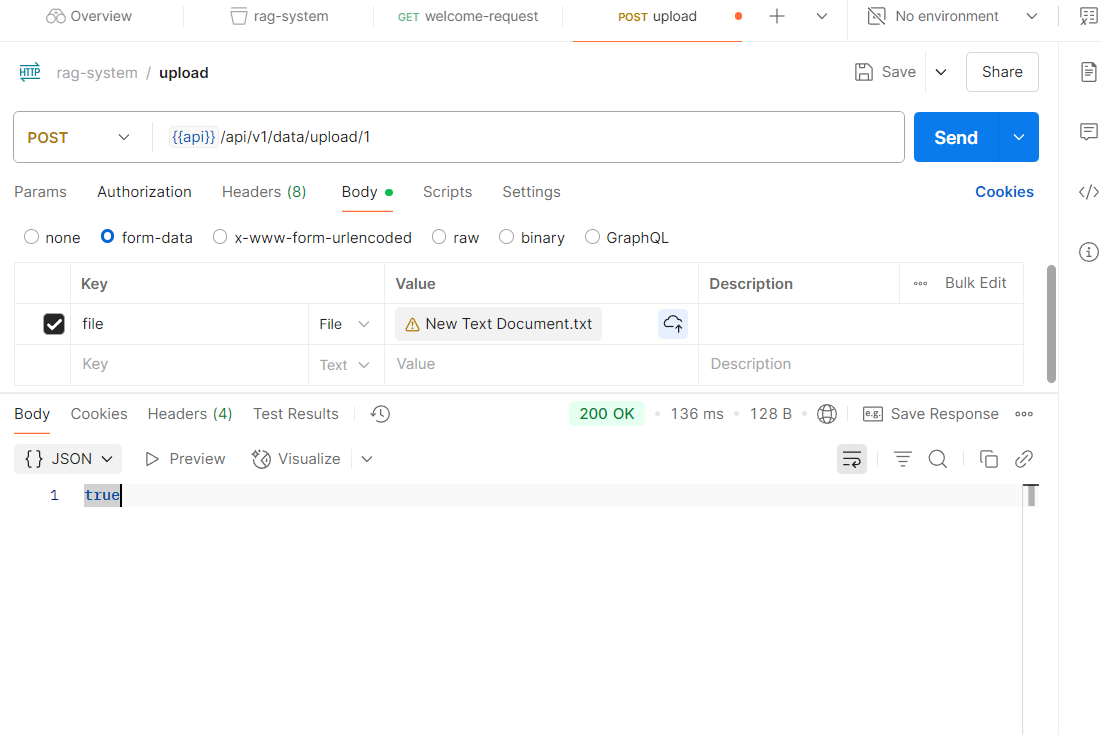 Overview rag-system GET welcome-request POST upload No environment
HTTP rag-system / upload Save Share
POST {{api}} /api/v1/data/upload/1 Send
Params Authorization Headers (8) Body Scripts Settings Cookies
none form-data x-www-form-urlencoded raw binary GraphQL
Key Value Description Bulk Edit
file File New Text Document.txt
Key Text Value Description
Body Cookies Headers (4) Test Results 200 OK 136 ms 128 B e.g. Save Response
{} JSON Preview Visualize
1 true